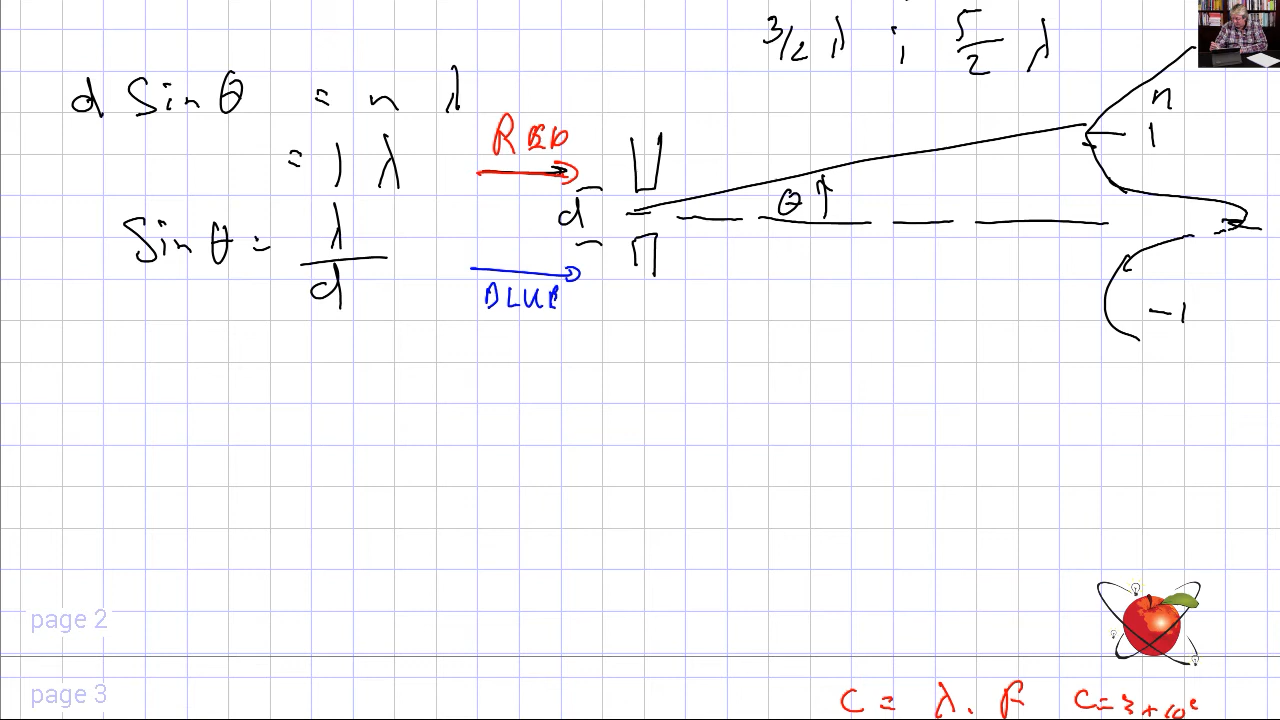 3/2 λ ; 5/2 λ
d Sin θ = n λ
n
RED
1
= 1 λ
θ
d
Sin θ = λ/d
BLUE
-1
page 2
page 3
C = λ . F